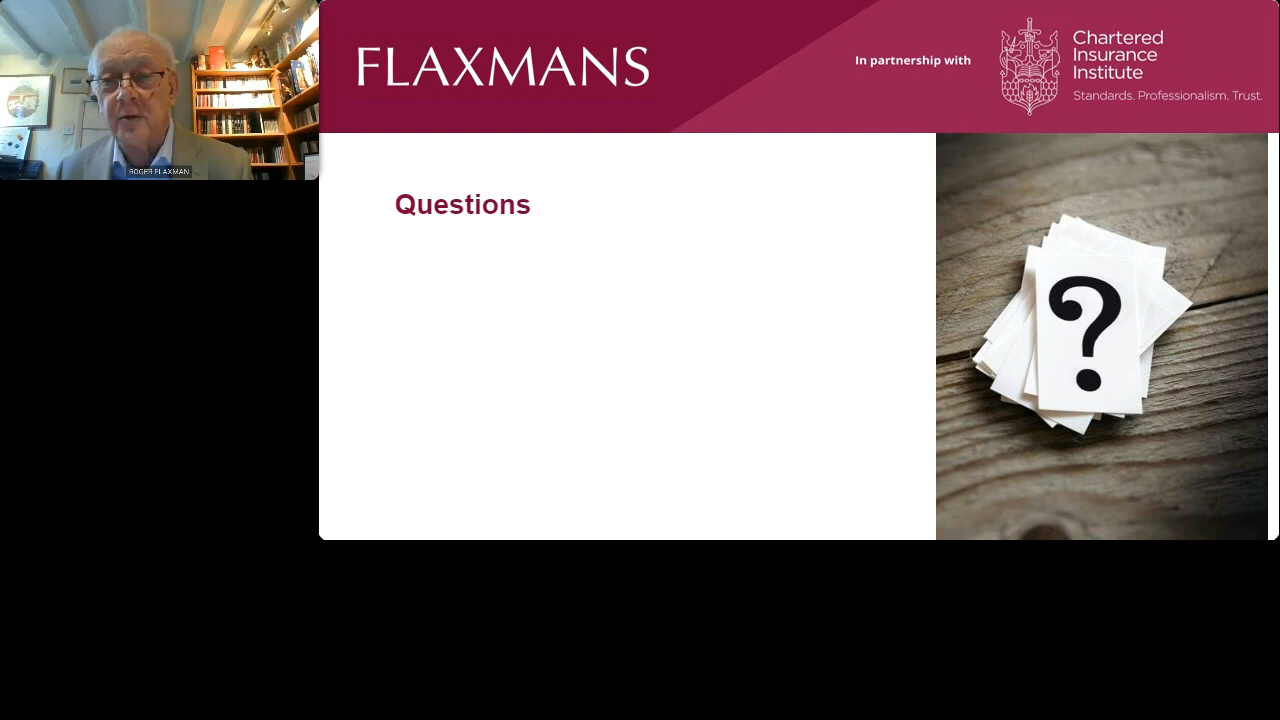 ROGER FLAXMAN
FLAXMANS
In partnership with
Chartered
Insurance
Institute
Standards. Professionalism. Trust.
Questions
?